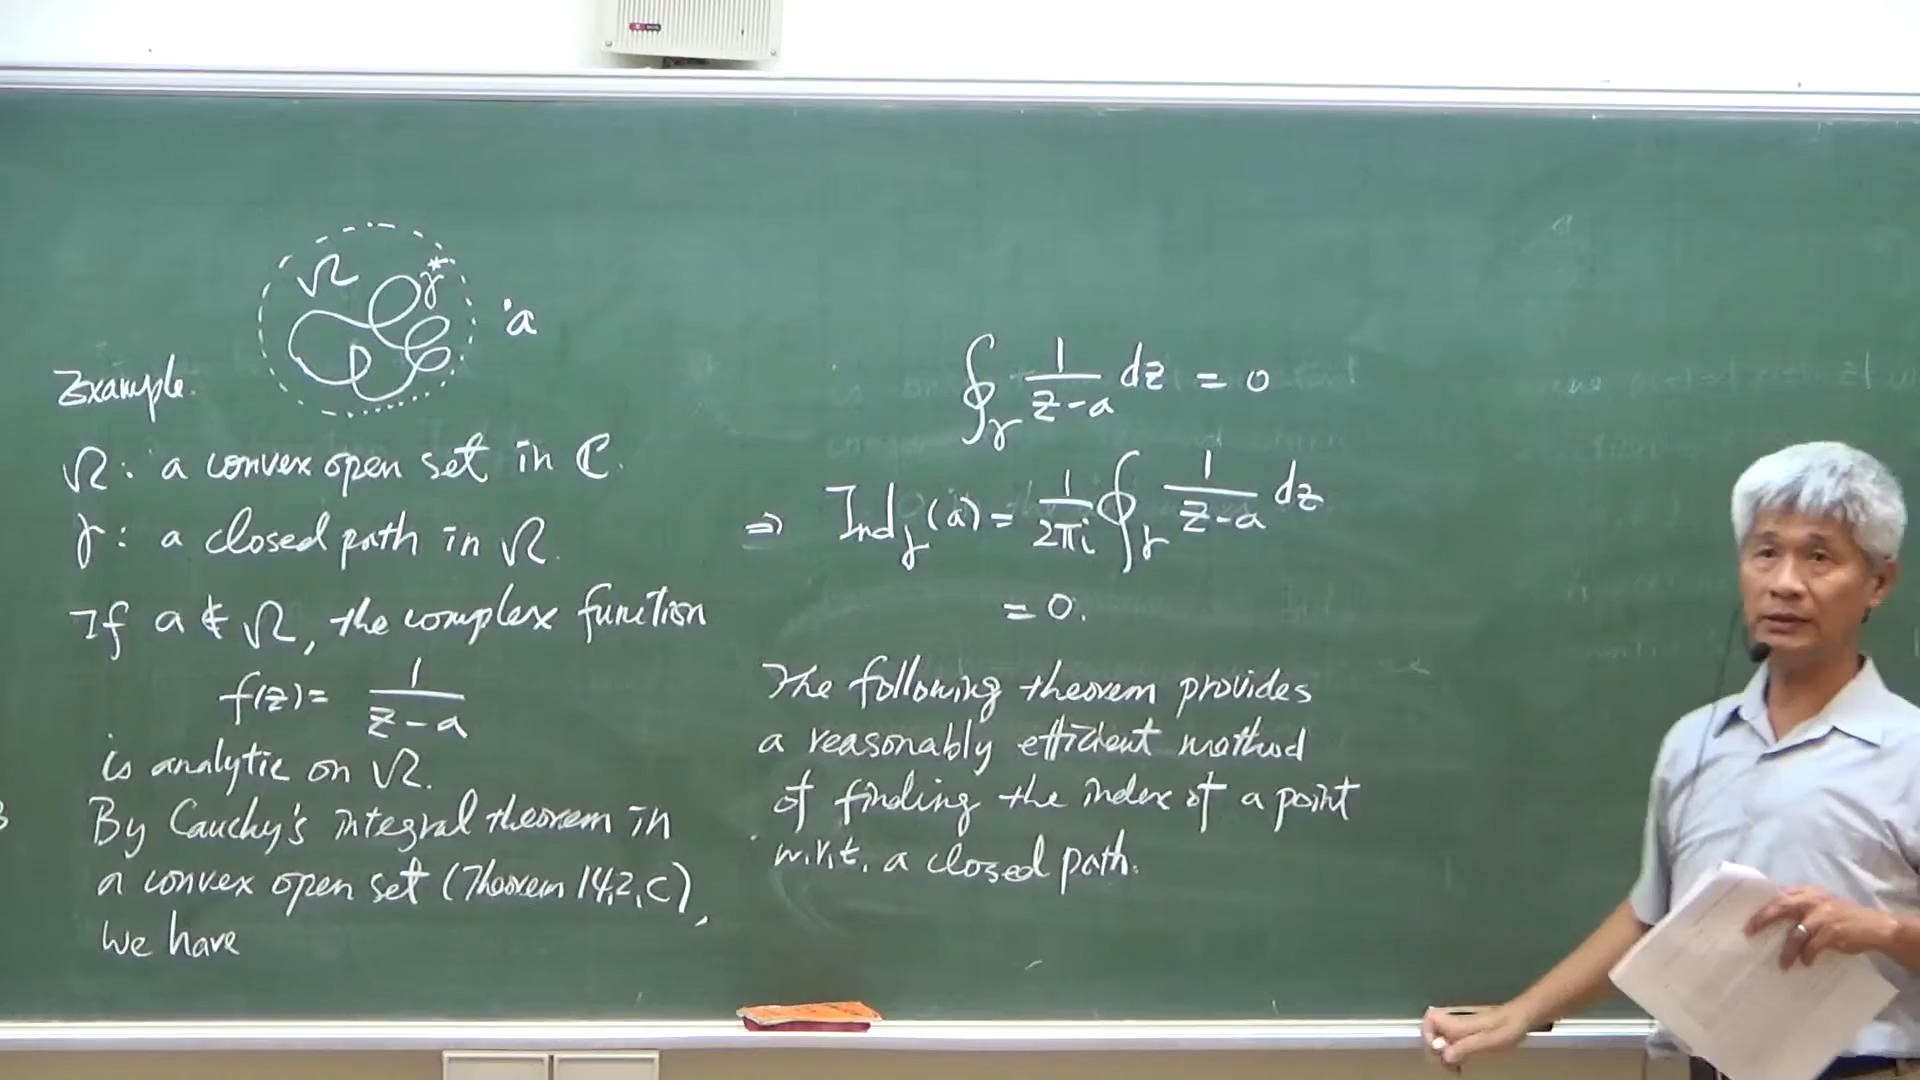 Ω
γ*
a
Example.
Ω: a convex open set in ℂ.
γ: a closed path in Ω.
If a ∉ Ω, the complex function
f(z) = 1/(z-a)
is analytic on Ω.
By Cauchy's integral theorem in
a convex open set (Theorem 14.2.C),
we have
∮_γ 1/(z-a) dz = 0
⇒ Ind_γ(a) = 1/(2πi) ∮_γ 1/(z-a) dz
= 0.
The following theorem provides
a reasonably efficient method
of finding the index of a point
w.r.t. a closed path.